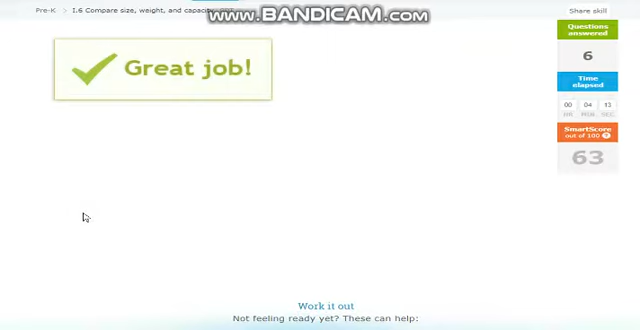 www.BANDICAM.com
Pre-K > I.6 Compare size, weight, and capacity
Share skill
Great job!
Questions
answered
6
Time
elapsed
00 04 13
HR MIN SEC
SmartScore
out of 100 ?
63
Work it out
Not feeling ready yet? These can help: